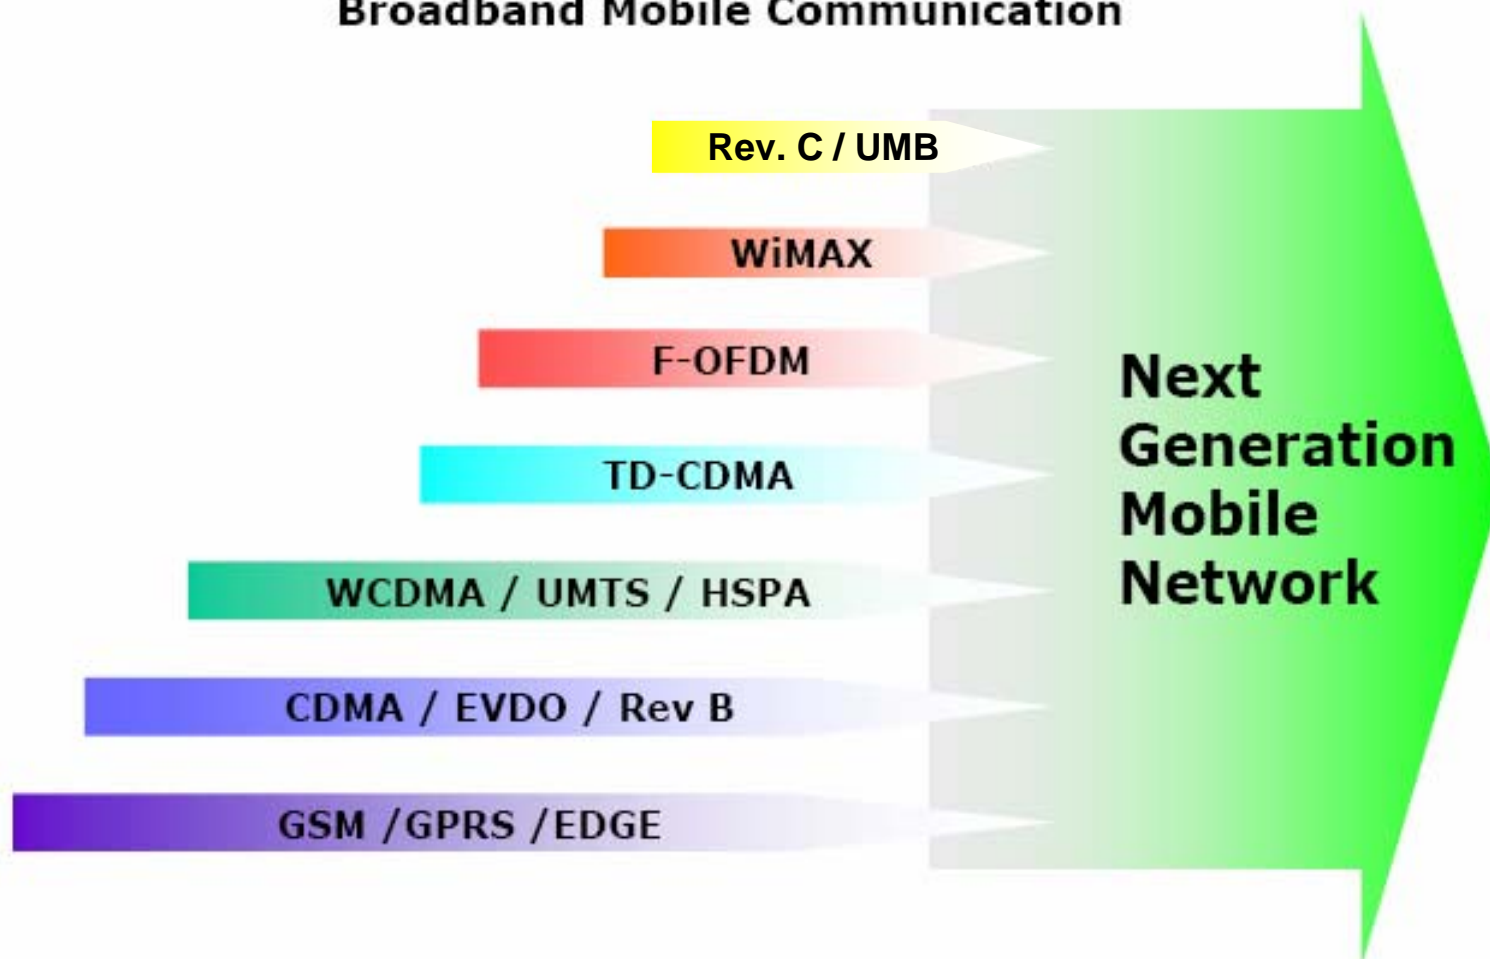 Broadband Mobile Communication
Rev. C / UMB
WiMAX
F-OFDM
TD-CDMA
WCDMA / UMTS / HSPA
CDMA / EVDO / Rev B
GSM /GPRS /EDGE
Next
Generation
Mobile
Network